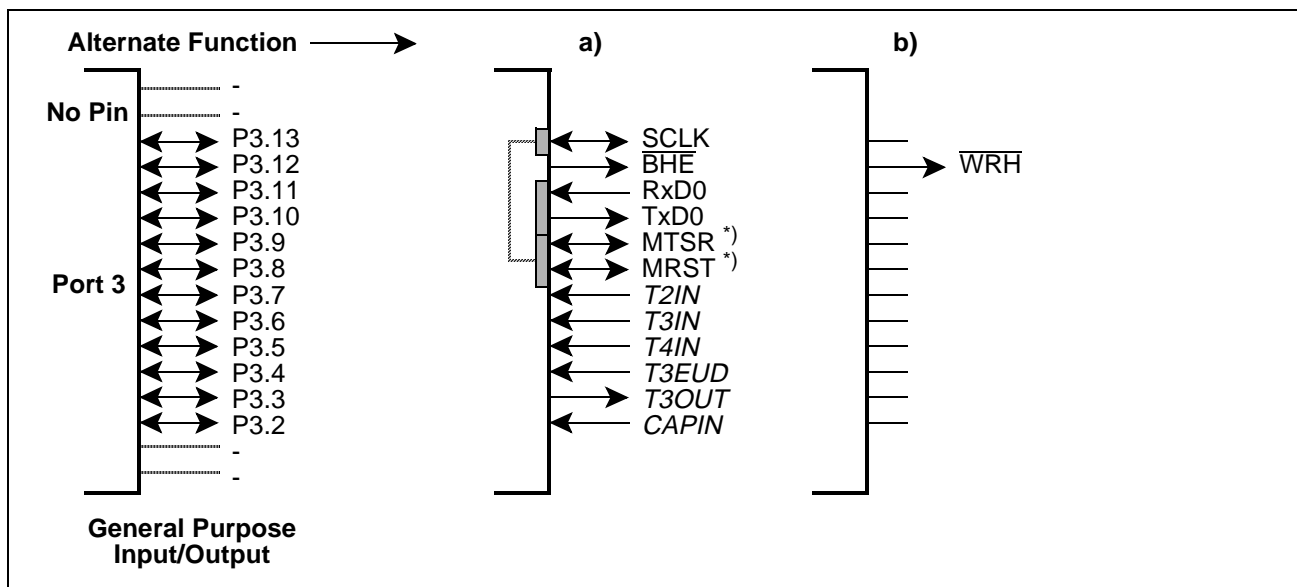 Alternate Function a) b)
-
No Pin -
P3.13 SCLK
P3.12 B̅H̅E̅ W̅R̅H̅
P3.11 RxD0
P3.10 TxD0
P3.9 MTSR *)
P3.8 MRST *)
Port 3 P3.7 T2IN
P3.6 T3IN
P3.5 T4IN
P3.4 T3EUD
P3.3 T3OUT
P3.2 CAPIN
-
-
General Purpose
Input/Output